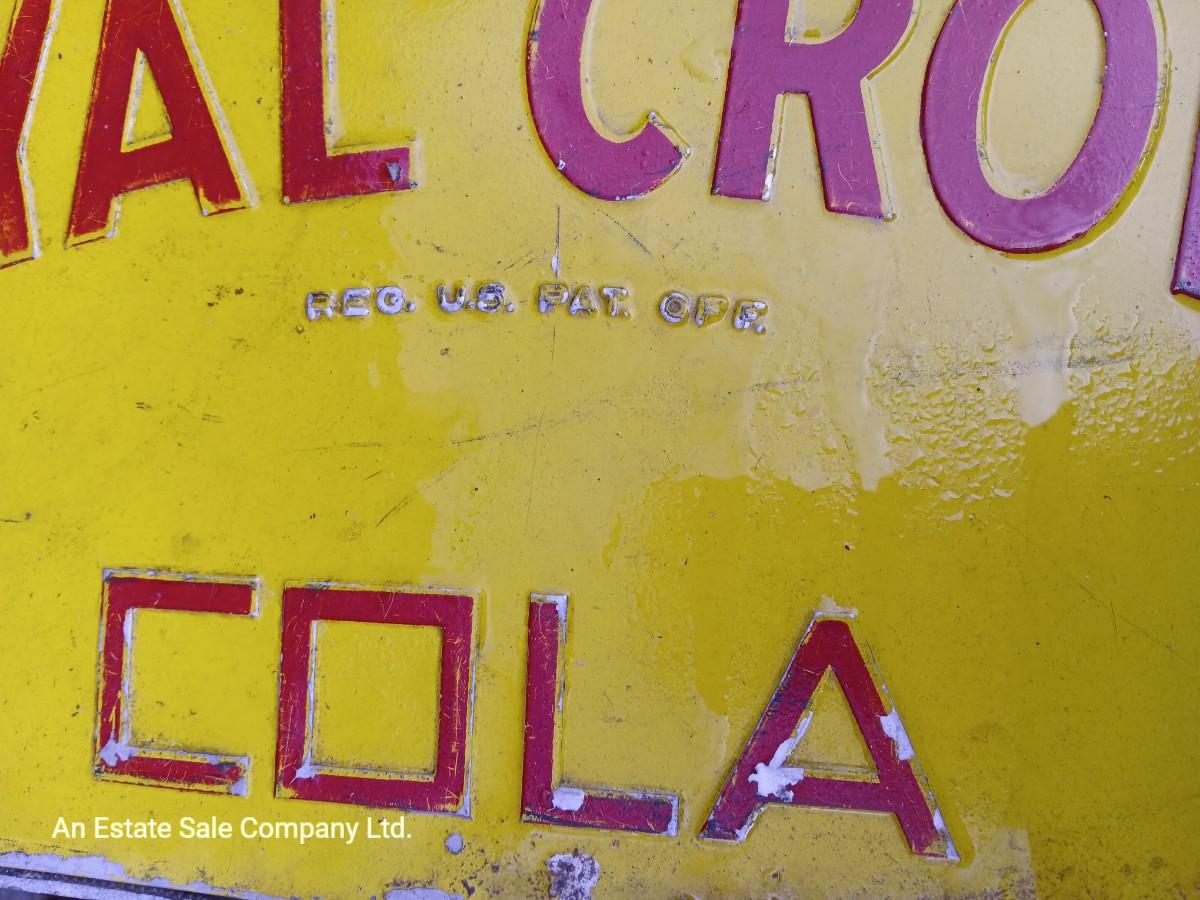 YAL CRO
REG. U.S. PAT. OFF.
COLA
An Estate Sale Company Ltd.